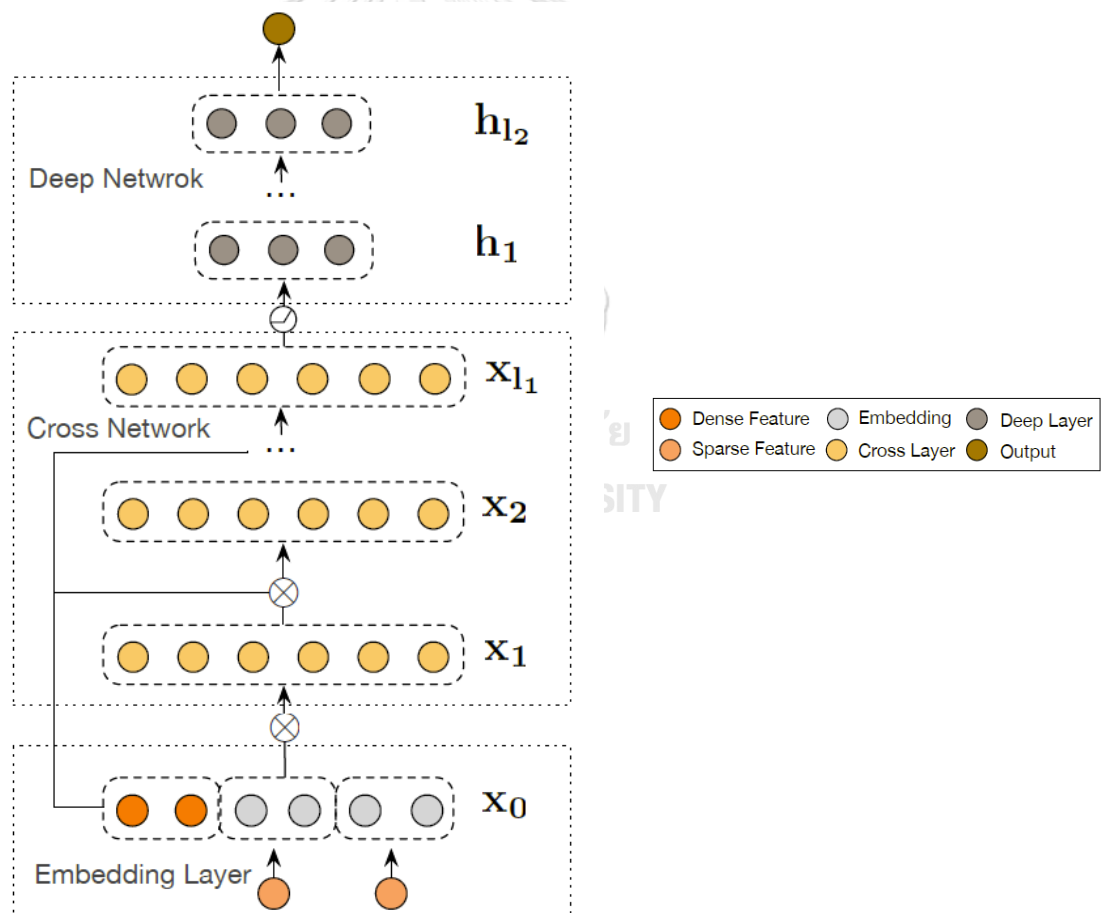 h_{l_2}
Deep Netwrok
...
h_1
x_{l_1}
Cross Network
...
x_2
x_1
x_0
Embedding Layer
Dense Feature Embedding Deep Layer
Sparse Feature Cross Layer Output
ัย
SITY